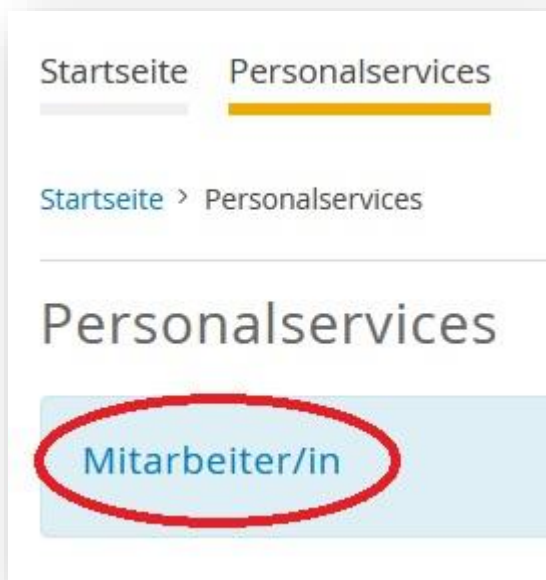 Startseite Personalservices
Startseite > Personalservices
Personalservices
Mitarbeiter/in